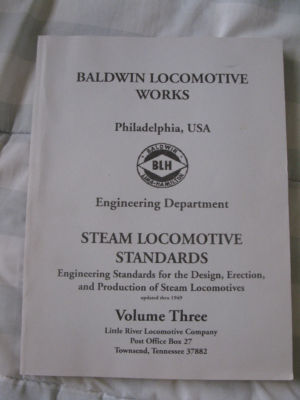 BALDWIN LOCOMOTIVE
WORKS
Philadelphia, USA
BALDWIN
BLH
LIMA-HAMILTON
Engineering Department
STEAM LOCOMOTIVE
STANDARDS
Engineering Standards for the Design, Erection,
and Production of Steam Locomotives
updated thru 1949
Volume Three
Little River Locomotive Company
Post Office Box 27
Townsend, Tennessee 37882